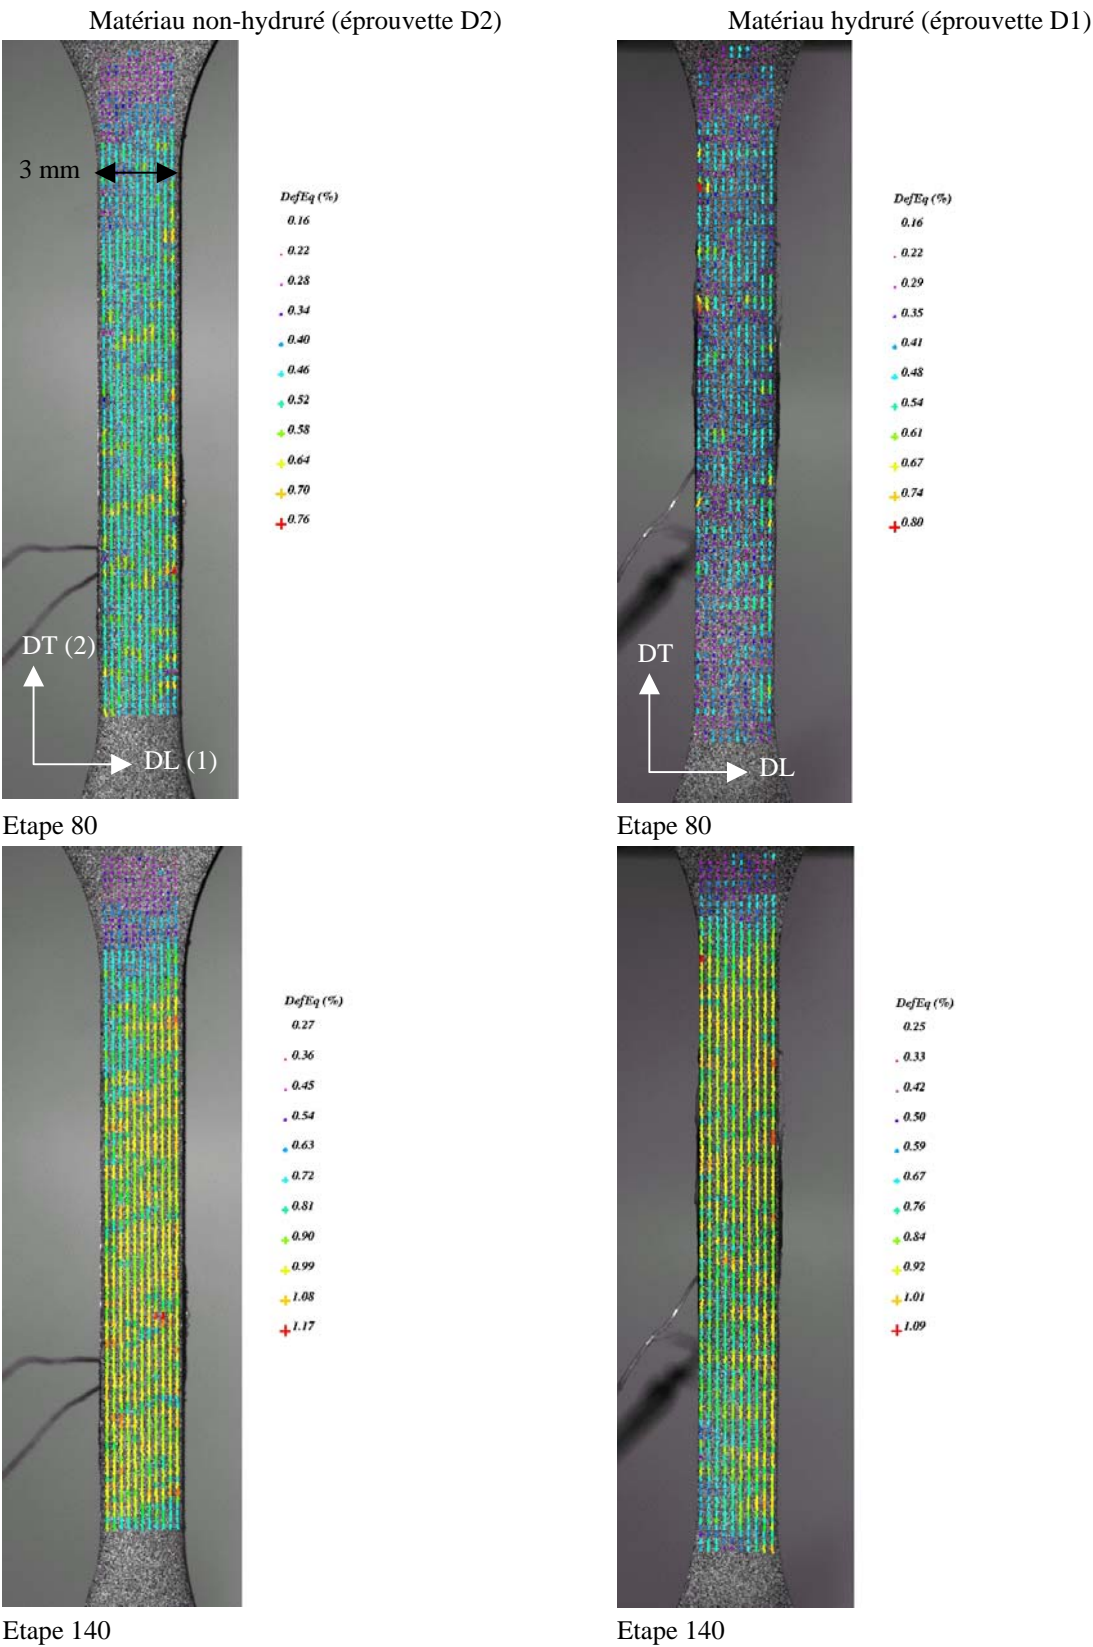 Matériau non-hydruré (éprouvette D2)
Matériau hydruré (éprouvette D1)
3 mm
DefEq (%)
0.16
0.22
0.28
0.34
0.40
0.46
0.52
0.58
0.64
0.70
0.76
DT (2)
DL (1)
DefEq (%)
0.16
0.22
0.29
0.35
0.41
0.48
0.54
0.61
0.67
0.74
0.80
DT
DL
Etape 80
Etape 80
DefEq (%)
0.27
0.36
0.45
0.54
0.63
0.72
0.81
0.90
0.99
1.08
1.17
DefEq (%)
0.25
0.33
0.42
0.50
0.59
0.67
0.76
0.84
0.92
1.01
1.09
Etape 140
Etape 140